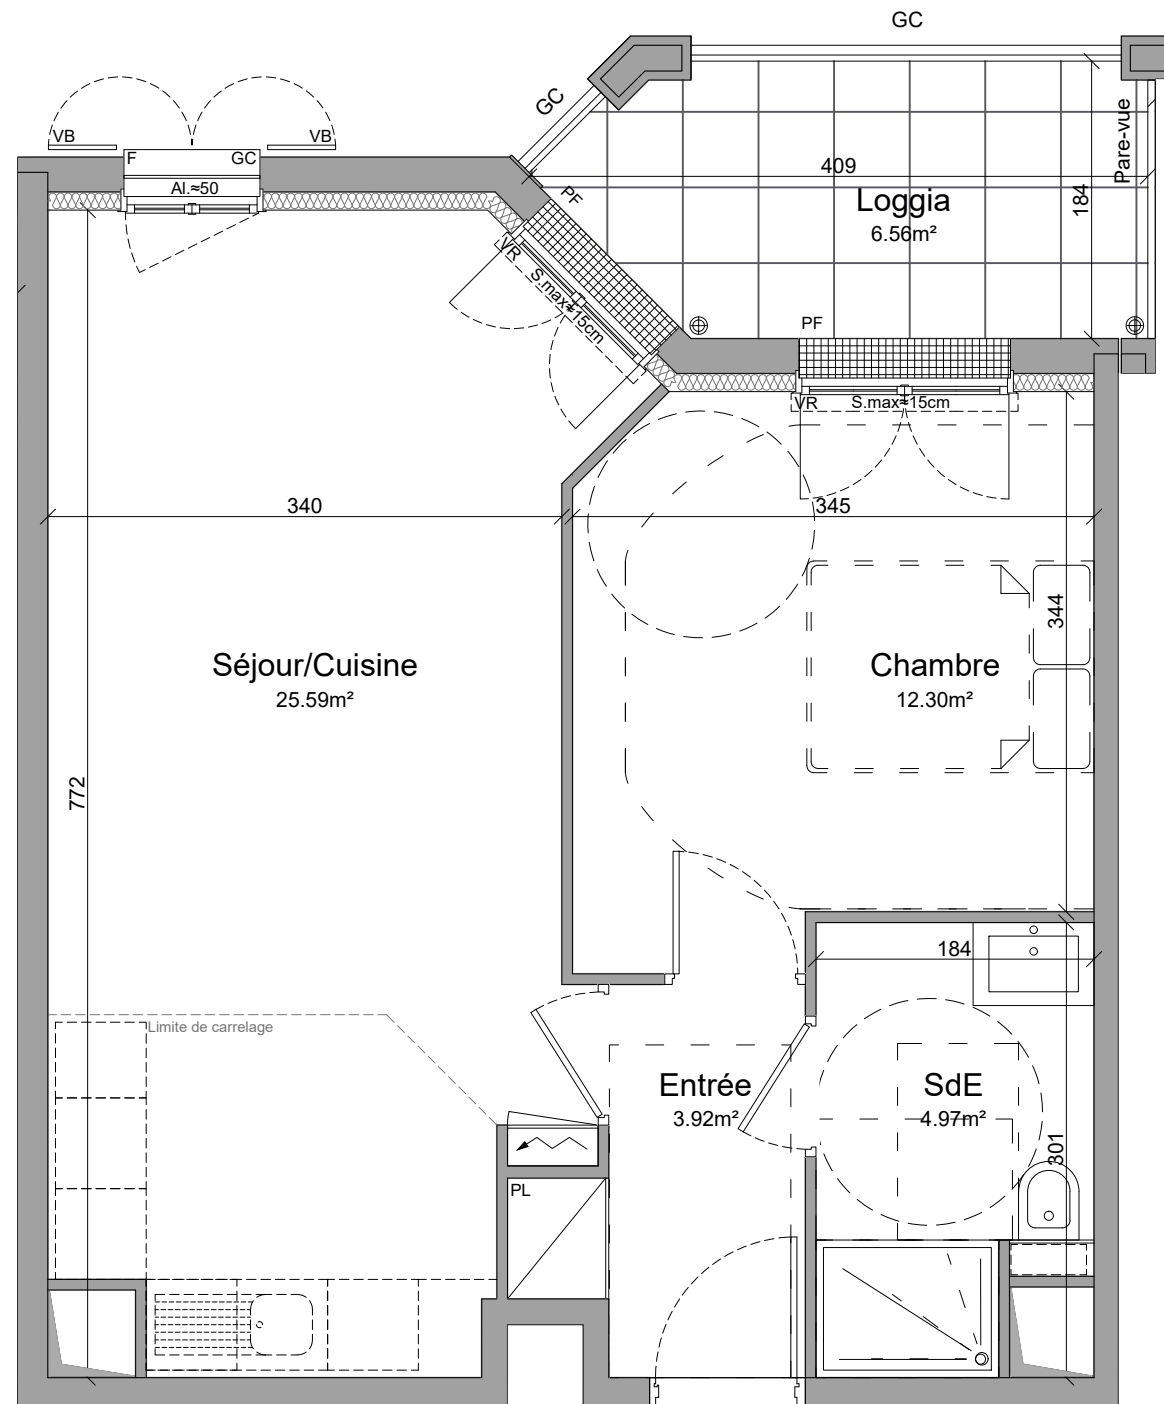 GC
GC
VB
VB
F
GC
Al.≈50
PF
409
Loggia
6.56m²
184
Pare-vue
VR
S.max≈15cm
PF
VR
S.max≈15cm
340
345
344
Séjour/Cuisine
25.59m²
Chambre
12.30m²
772
184
Limite de carrelage
Entrée
3.92m²
SdE
4.97m²
301
PL